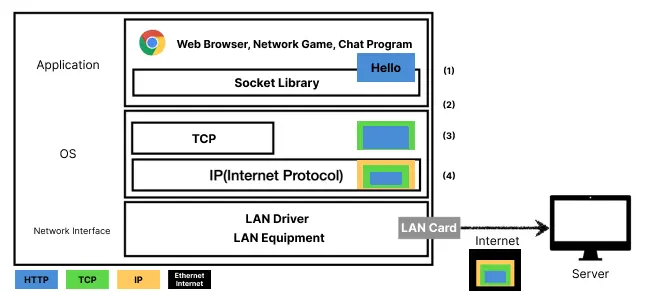 Web Browser, Network Game, Chat Program
Application
Hello
Socket Library
(1)
(2)
TCP
(3)
OS
IP(Internet Protocol)
(4)
LAN Driver
Network Interface
LAN Card
LAN Equipment
Internet
Server
HTTP
TCP
IP
Ethernet
Internet